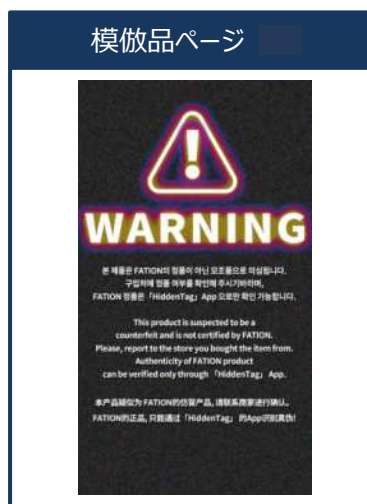 模倣品ページ
WARNING
본 제품은 FATION의 정품이 아닌 모조품으로 의심됩니다.
구입처에 정품 여부를 확인해 주시기바라며,
FATION 정품은 「HiddenTag」App 으로만 확인 가능합니다.
This product is suspected to be a
counterfeit and is not certified by FATION.
Please, report to the store you bought the item from.
Authenticity of FATION product
can be verified only through 「HiddenTag」 App.
本产品疑似为 FATION的仿冒产品, 请联系商家进行确认。
FATION的正品, 只能通过「HiddenTag」 的App识别真伪!